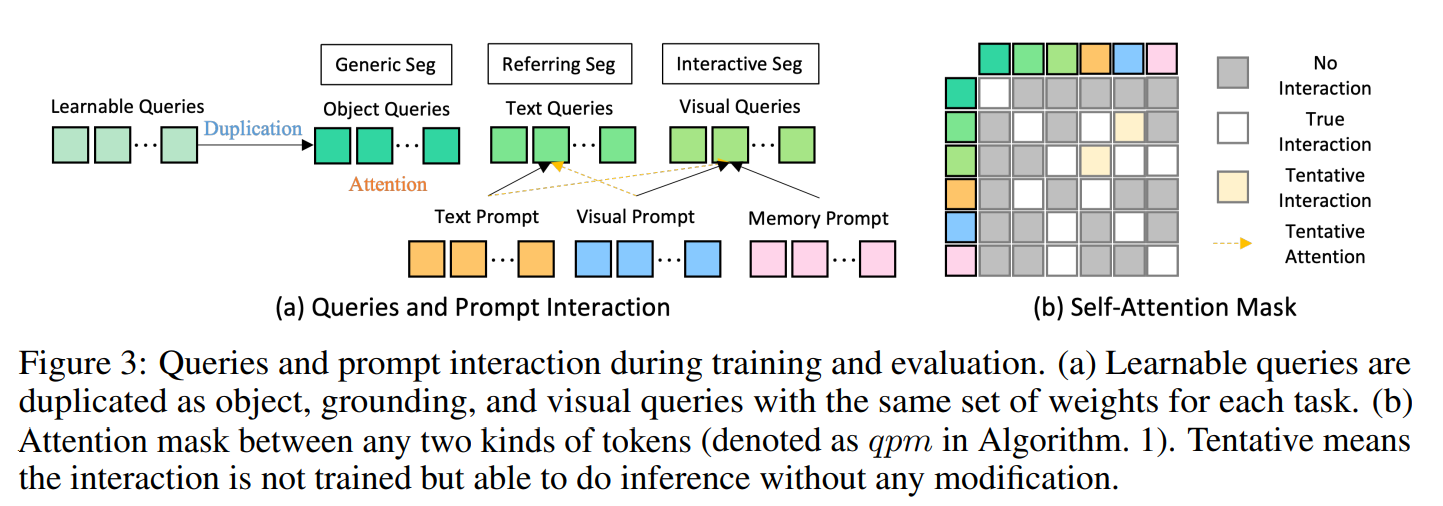 Generic Seg
Referring Seg
Interactive Seg
Learnable Queries
Duplication
Object Queries
Text Queries
Visual Queries
Attention
Text Prompt
Visual Prompt
Memory Prompt
(a) Queries and Prompt Interaction
No
Interaction
True
Interaction
Tentative
Interaction
Tentative
Attention
(b) Self-Attention Mask
Figure 3: Queries and prompt interaction during training and evaluation. (a) Learnable queries are
duplicated as object, grounding, and visual queries with the same set of weights for each task. (b)
Attention mask between any two kinds of tokens (denoted as qpm in Algorithm. 1). Tentative means
the interaction is not trained but able to do inference without any modification.